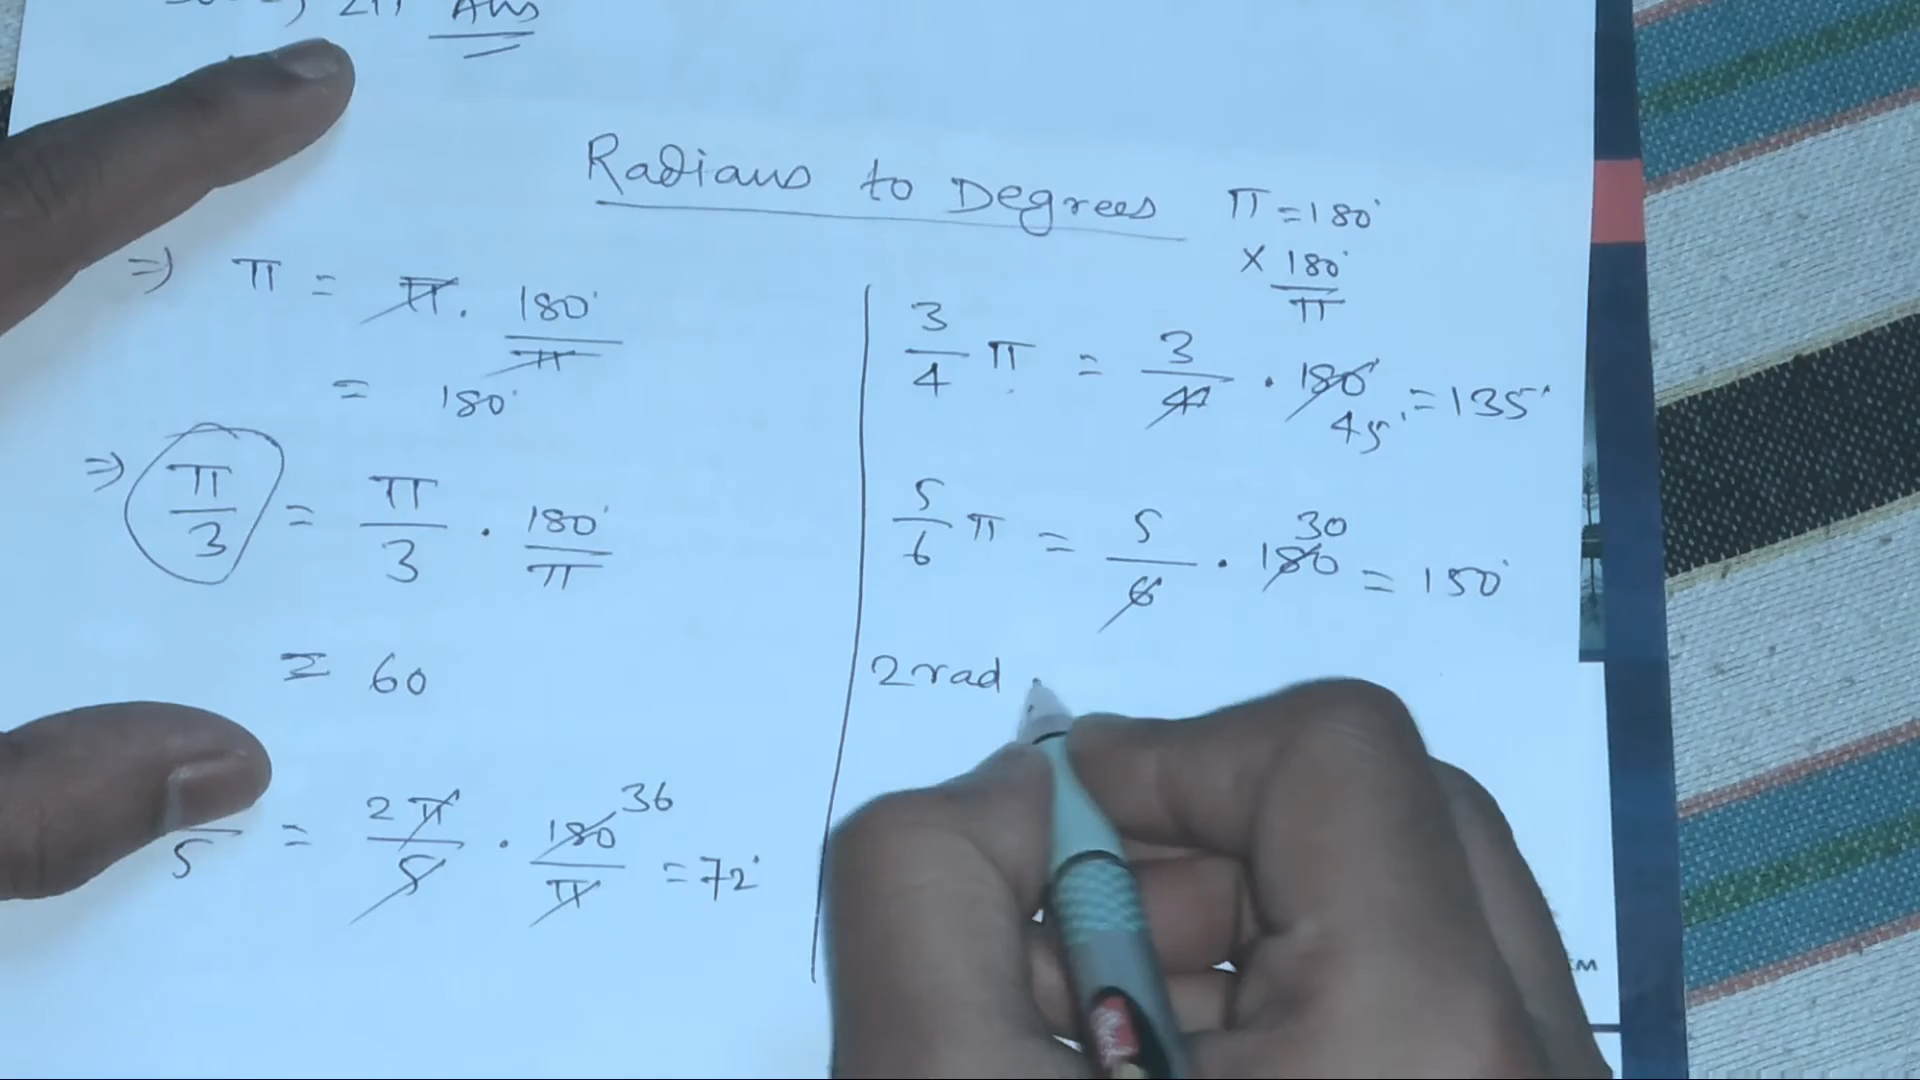 Ans
Radians to Degrees
π = 180°
× 180° / π
⇒ π = π · 180° / π
= 180°
⇒ π/3 = π/3 · 180° / π
= 60
5 = 2π/5 · 180/π 36 = 72°
3/4 π = 3/4 · 180° 45° = 135°
5/6 π = 5/6 · 180 30 = 150°
2 rad